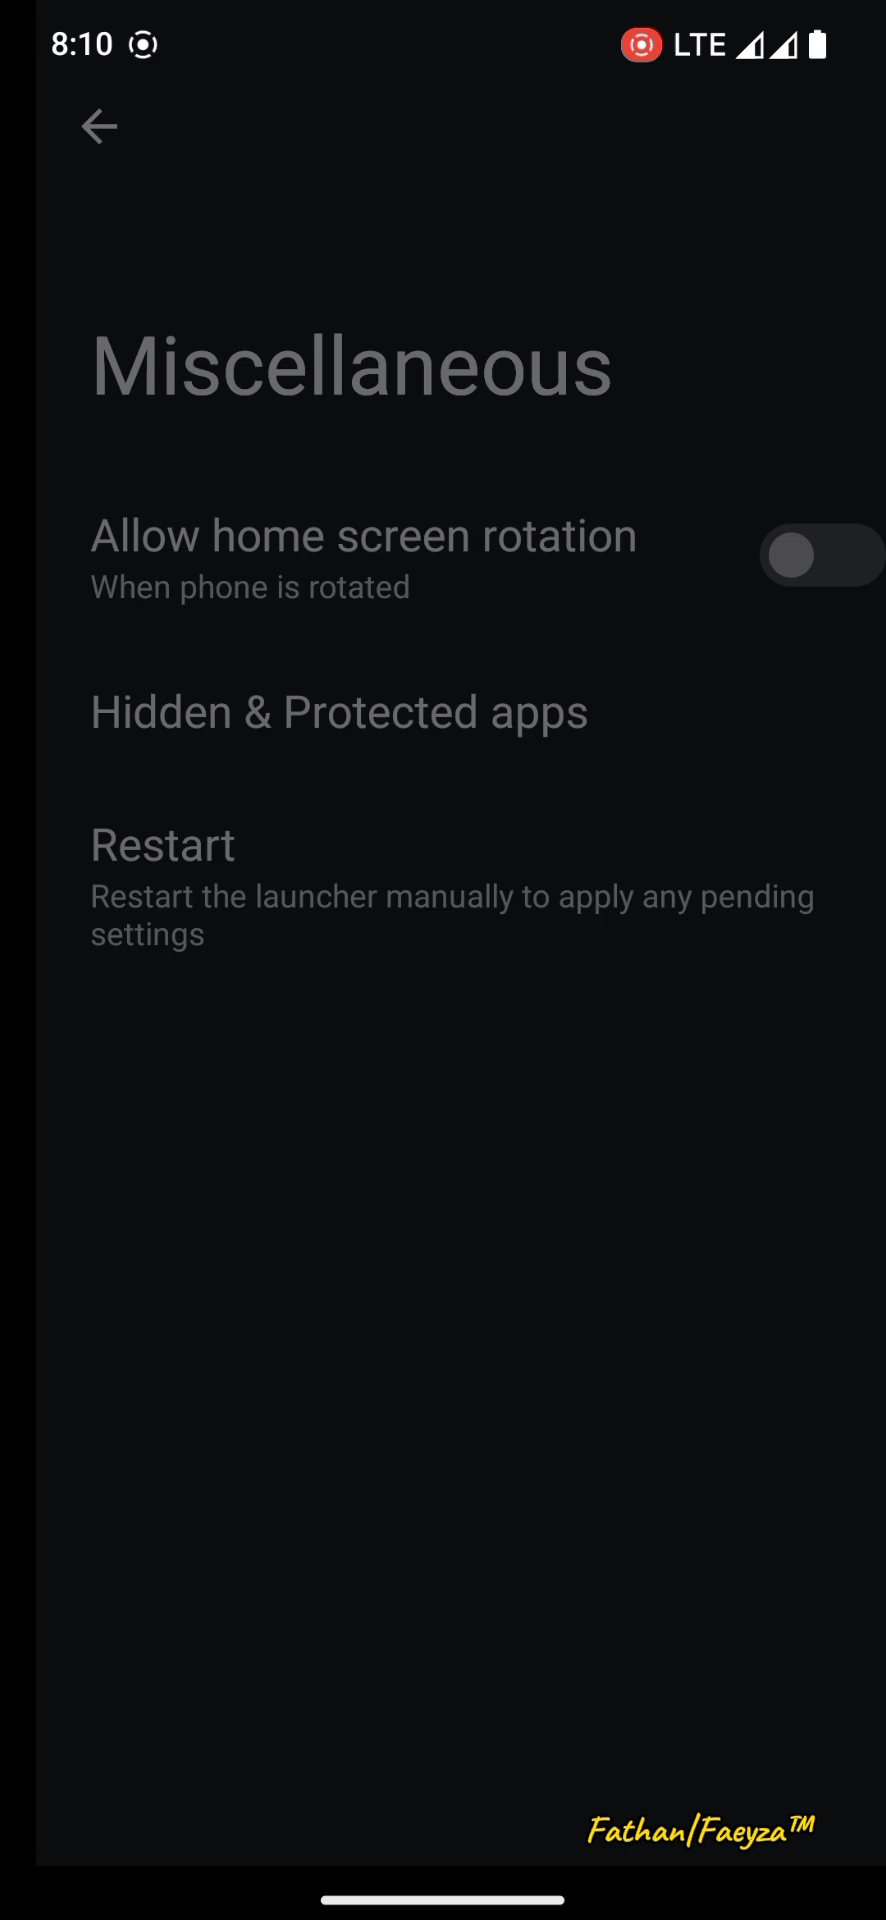 8:10 LTE
Miscellaneous
Allow home screen rotation
When phone is rotated
Hidden & Protected apps
Restart
Restart the launcher manually to apply any pending
settings
Fathan/Faeyza™